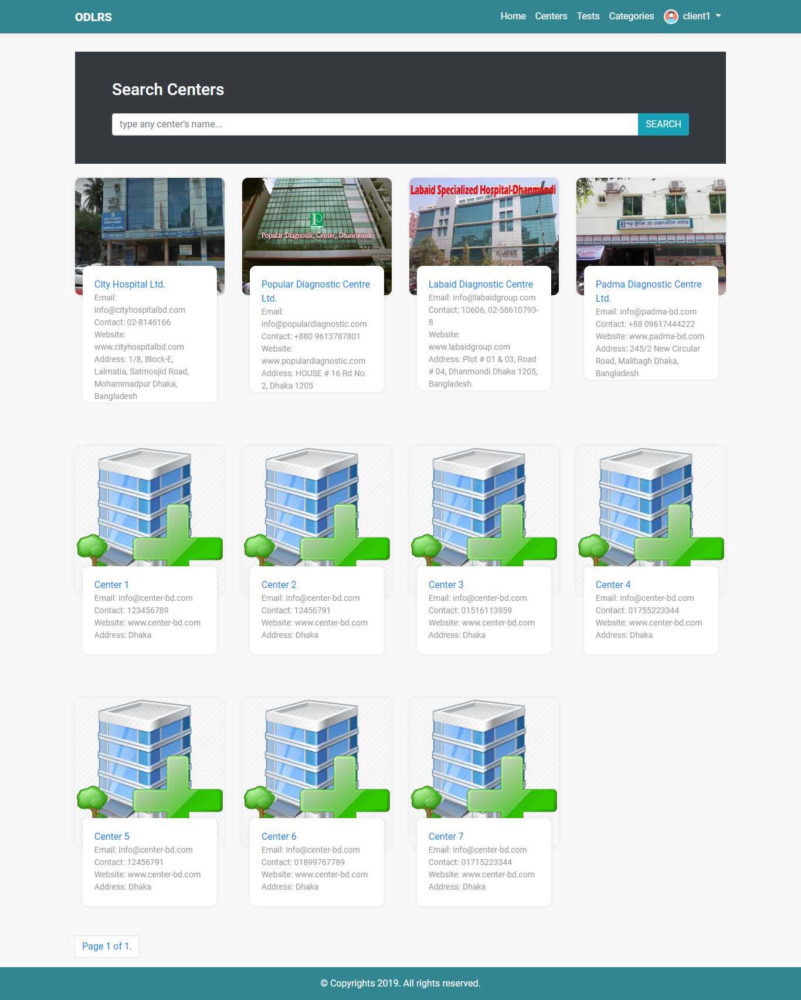 ODLRS
Home Centers Tests Categories client1
Search Centers
type any center's name...
SEARCH
City Hospital Ltd.
Email:
info@cityhospitalbd.com
Contact: 02-8146166
Website:
www.cityhospitalbd.com
Address: 1/8, Block-E,
Lalmatia, Satmosjid Road,
Mohammadpur Dhaka,
Bangladesh
POPULAR
Popular Diagnostic Center, Dhanmondi
Popular Diagnostic Centre
Ltd.
Email:
info@populardiagnostic.com
Contact: +880 9613787801
Website:
www.populardiagnostic.com
Address: HOUSE # 16 Rd No.
2, Dhaka 1205
Labaid Specialized Hospital-Dhanmondi
LABAID
Labaid Diagnostic Centre
Email: info@labaidgroup.com
Contact: 10606, 02-58610793-
8
Website:
www.labaidgroup.com
Address: Plot # 01 & 03, Road
# 04, Dhanmondi Dhaka 1205,
Bangladesh
পদ্মা ক্লিনিক এন্ড ডায়াগনস্টিক সেন্টার
Padma Diagnostic Centre
Ltd.
Email: info@padma-bd.com
Contact: +88 09617444222
Website: www.padma-bd.com
Address: 245/2 New Circular
Road, Malibagh Dhaka,
Bangladesh
Center 1
Email: info@center-bd.com
Contact: 123456789
Website: www.center-bd.com
Address: Dhaka
Center 2
Email: info@center-bd.com
Contact: 12456791
Website: www.center-bd.com
Address: Dhaka
Center 3
Email: info@center-bd.com
Contact: 01516113959
Website: www.center-bd.com
Address: Dhaka
Center 4
Email: info@center-bd.com
Contact: 01755223344
Website: www.center-bd.com
Address: Dhaka
Center 5
Email: info@center-bd.com
Contact: 12456791
Website: www.center-bd.com
Address: Dhaka
Center 6
Email: info@center-bd.com
Contact: 01899767789
Website: www.center-bd.com
Address: Dhaka
Center 7
Email: info@center-bd.com
Contact: 01715223344
Website: www.center-bd.com
Address: Dhaka
Page 1 of 1.
© Copyrights 2019. All rights reserved.